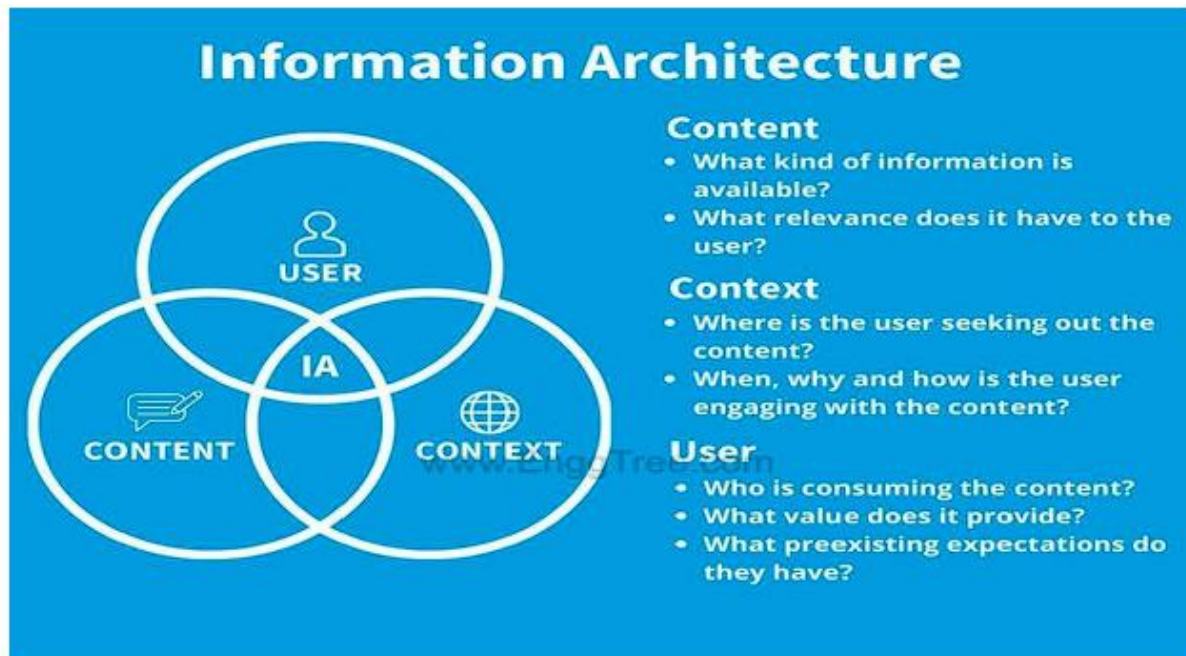 Information Architecture
USER
IA
CONTENT
CONTEXT
Content
• What kind of information is
available?
• What relevance does it have to the
user?
Context
• Where is the user seeking out the
content?
• When, why and how is the user
engaging with the content?
www.EnggTree.com
User
• Who is consuming the content?
• What value does it provide?
• What preexisting expectations do
they have?